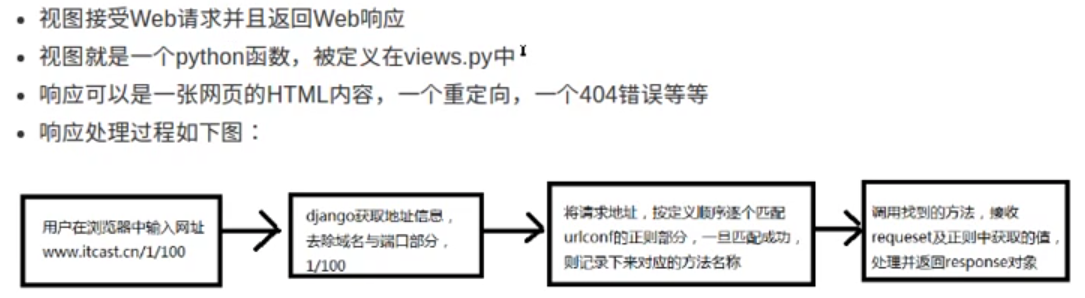 视图接受Web请求并且返回Web响应
视图就是一个python函数，被定义在views.py中
响应可以是一张网页的HTML内容，一个重定向，一个404错误等等
响应处理过程如下图：
用户在浏览器中输入网址
www.itcast.cn/1/100
django获取地址信息，
去除域名与端口部分，
1/100
将请求地址，按定义顺序逐个匹配
urlconf的正则部分，一旦匹配成功，
则记录下来对应的方法名称
调用找到的方法，接收
requeset及正则中获取的值，
处理并返回response对象